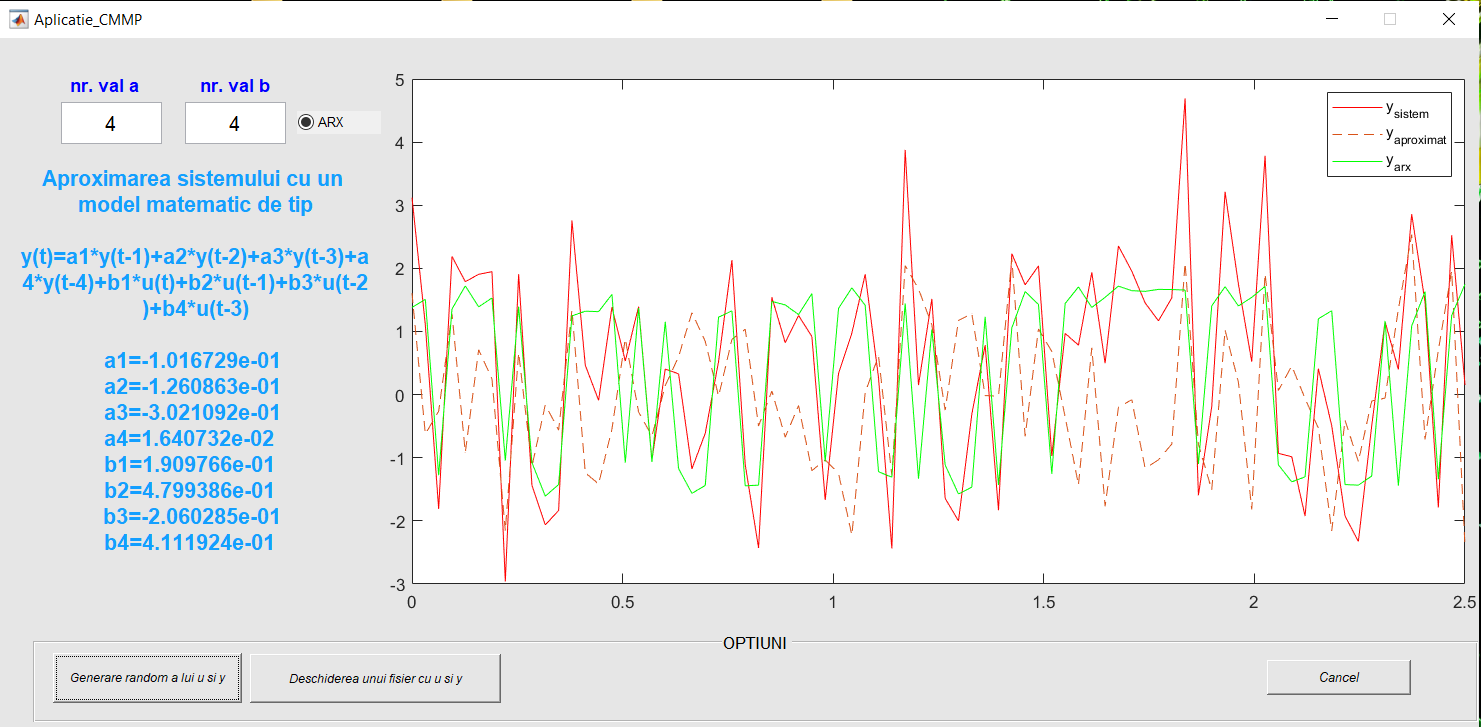 Aplicatie_CMMP
nr. val a
nr. val b
4
4
ARX
Aproximarea sistemului cu un
model matematic de tip
y(t)=a1*y(t-1)+a2*y(t-2)+a3*y(t-3)+a
4*y(t-4)+b1*u(t)+b2*u(t-1)+b3*u(t-2
)+b4*u(t-3)
a1=-1.016729e-01
a2=-1.260863e-01
a3=-3.021092e-01
a4=1.640732e-02
b1=1.909766e-01
b2=4.799386e-01
b3=-2.060285e-01
b4=4.111924e-01
5
4
3
2
1
0
-1
-2
-3
0 0.5 1 1.5 2 2.5
y sistem
y aproximat
y arx
OPTIUNI
Generare random a lui u si y
Deschiderea unui fisier cu u si y
Cancel